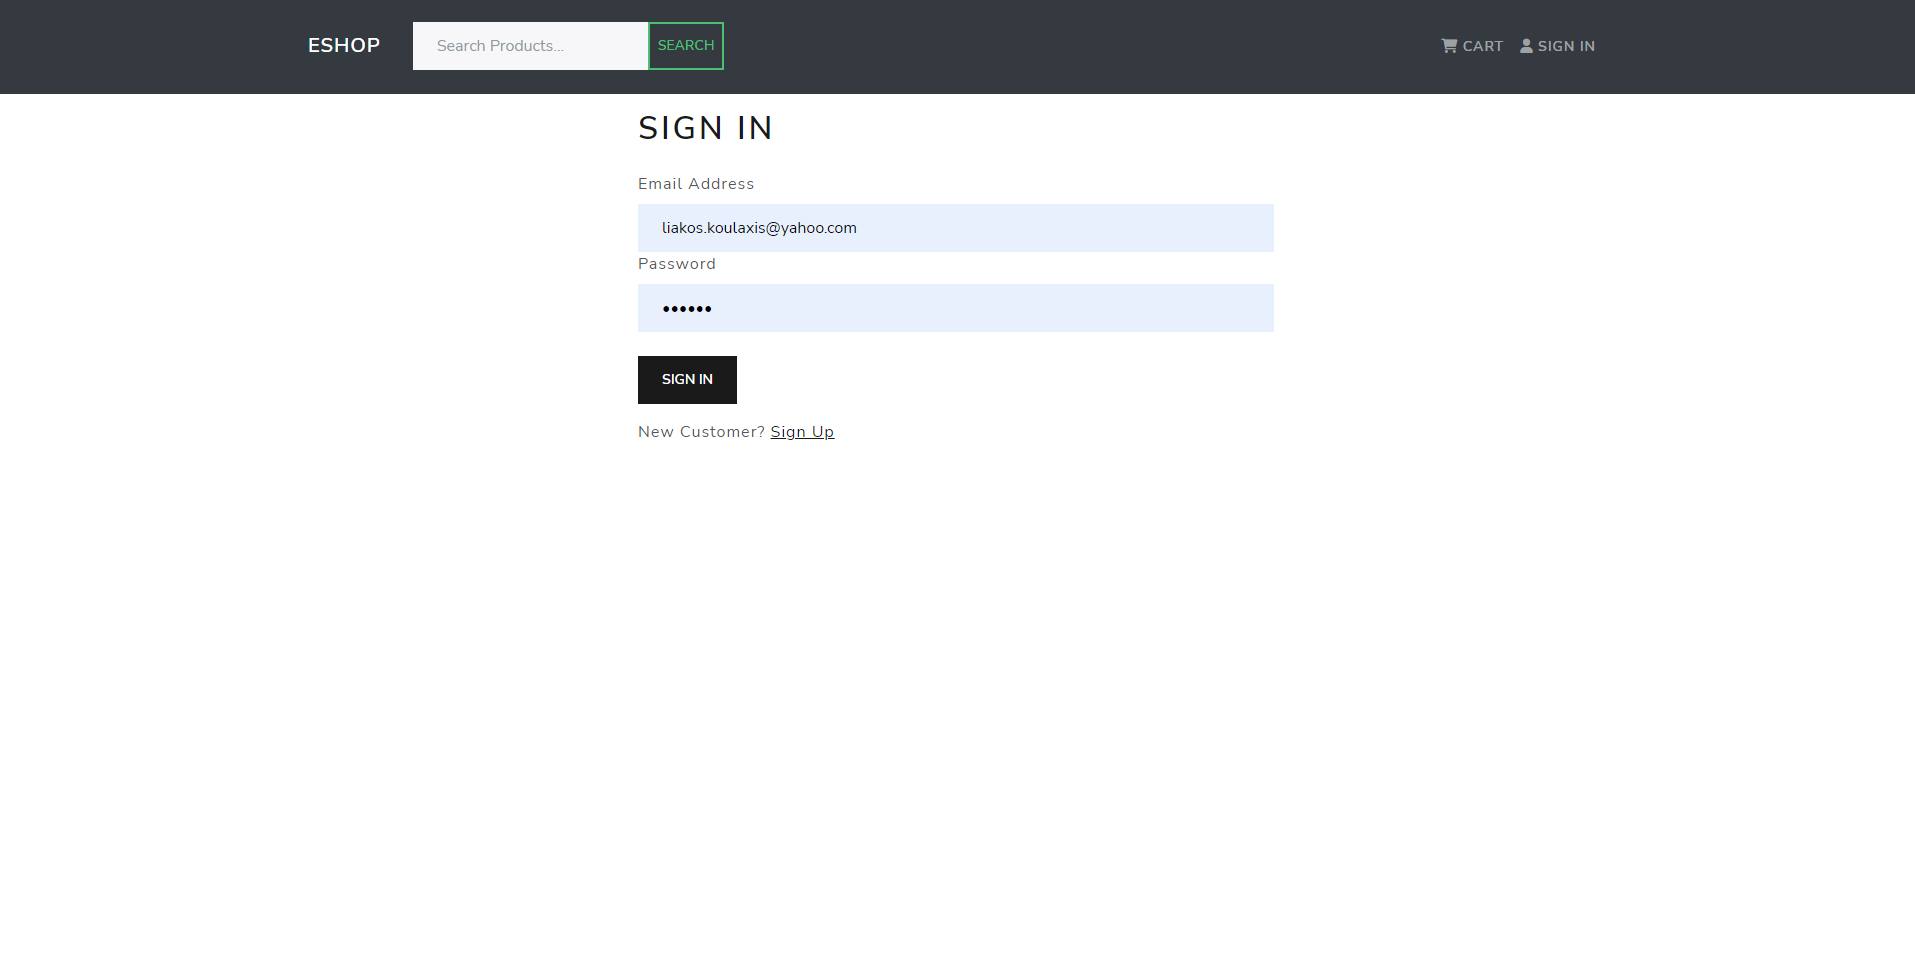 ESHOP
Search Products...
SEARCH
CART
SIGN IN
SIGN IN
Email Address
liakos.koulaxis@yahoo.com
Password
••••••
SIGN IN
New Customer? Sign Up